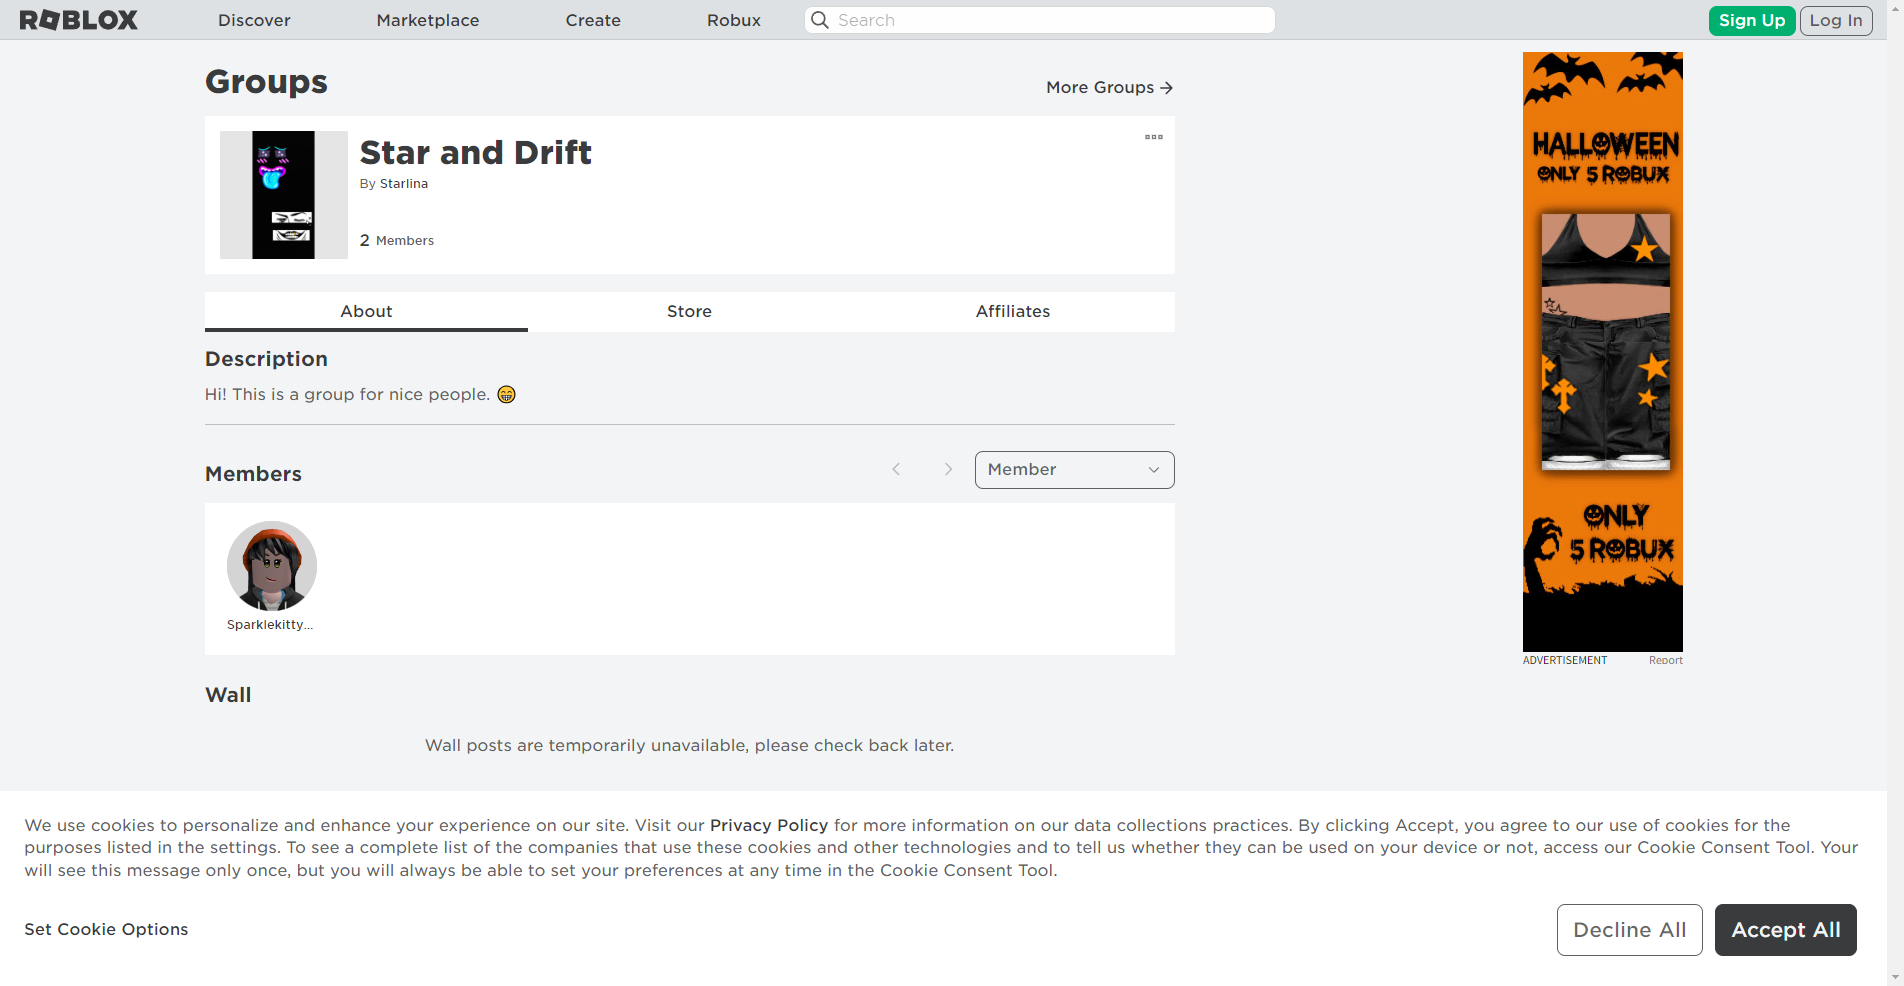 ROBLOX
Discover
Marketplace
Create
Robux
Search
Sign Up
Log In
Groups
More Groups
Star and Drift
By Starlina
2 Members
About
Store
Affiliates
Description
Hi! This is a group for nice people. 😁
Members
Member
Sparklekitty...
Wall
Wall posts are temporarily unavailable, please check back later.
HALLOWEEN
ONLY 5 ROBUX
ONLY
5 ROBUX
ADVERTISEMENT
Report
We use cookies to personalize and enhance your experience on our site. Visit our Privacy Policy for more information on our data collections practices. By clicking Accept, you agree to our use of cookies for the
purposes listed in the settings. To see a complete list of the companies that use these cookies and other technologies and to tell us whether they can be used on your device or not, access our Cookie Consent Tool. Your
will see this message only once, but you will always be able to set your preferences at any time in the Cookie Consent Tool.
Set Cookie Options
Decline All
Accept All